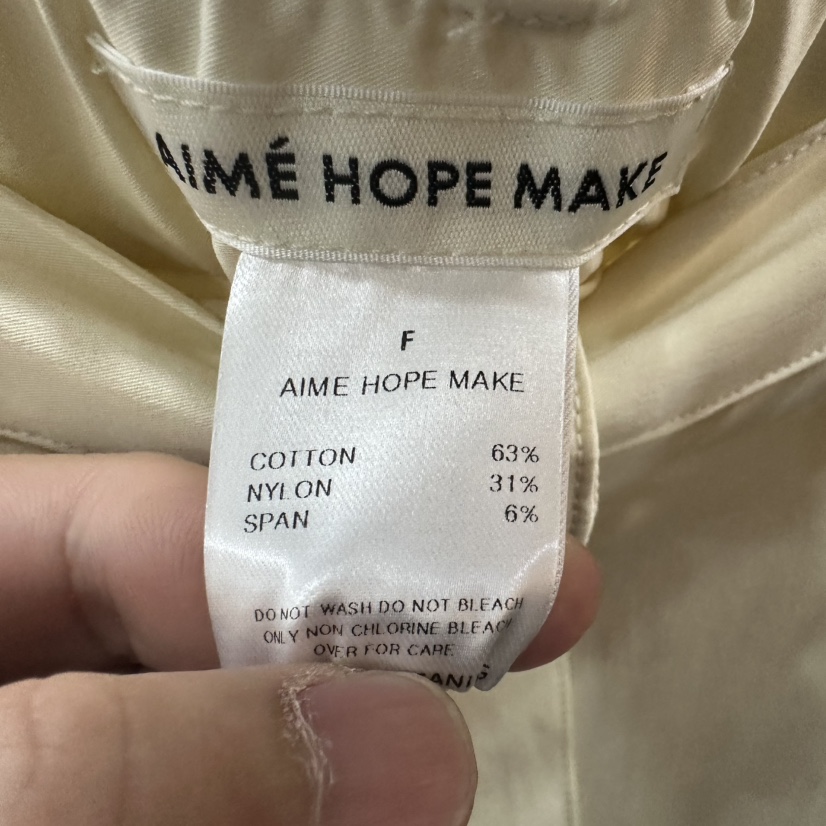 AIMÉ HOPE MAKE
F
AIME HOPE MAKE
COTTON 63%
NYLON 31%
SPAN 6%
DO NOT WASH DO NOT BLEACH
ONLY NON CHLORINE BLEACH
OVER FOR CARE